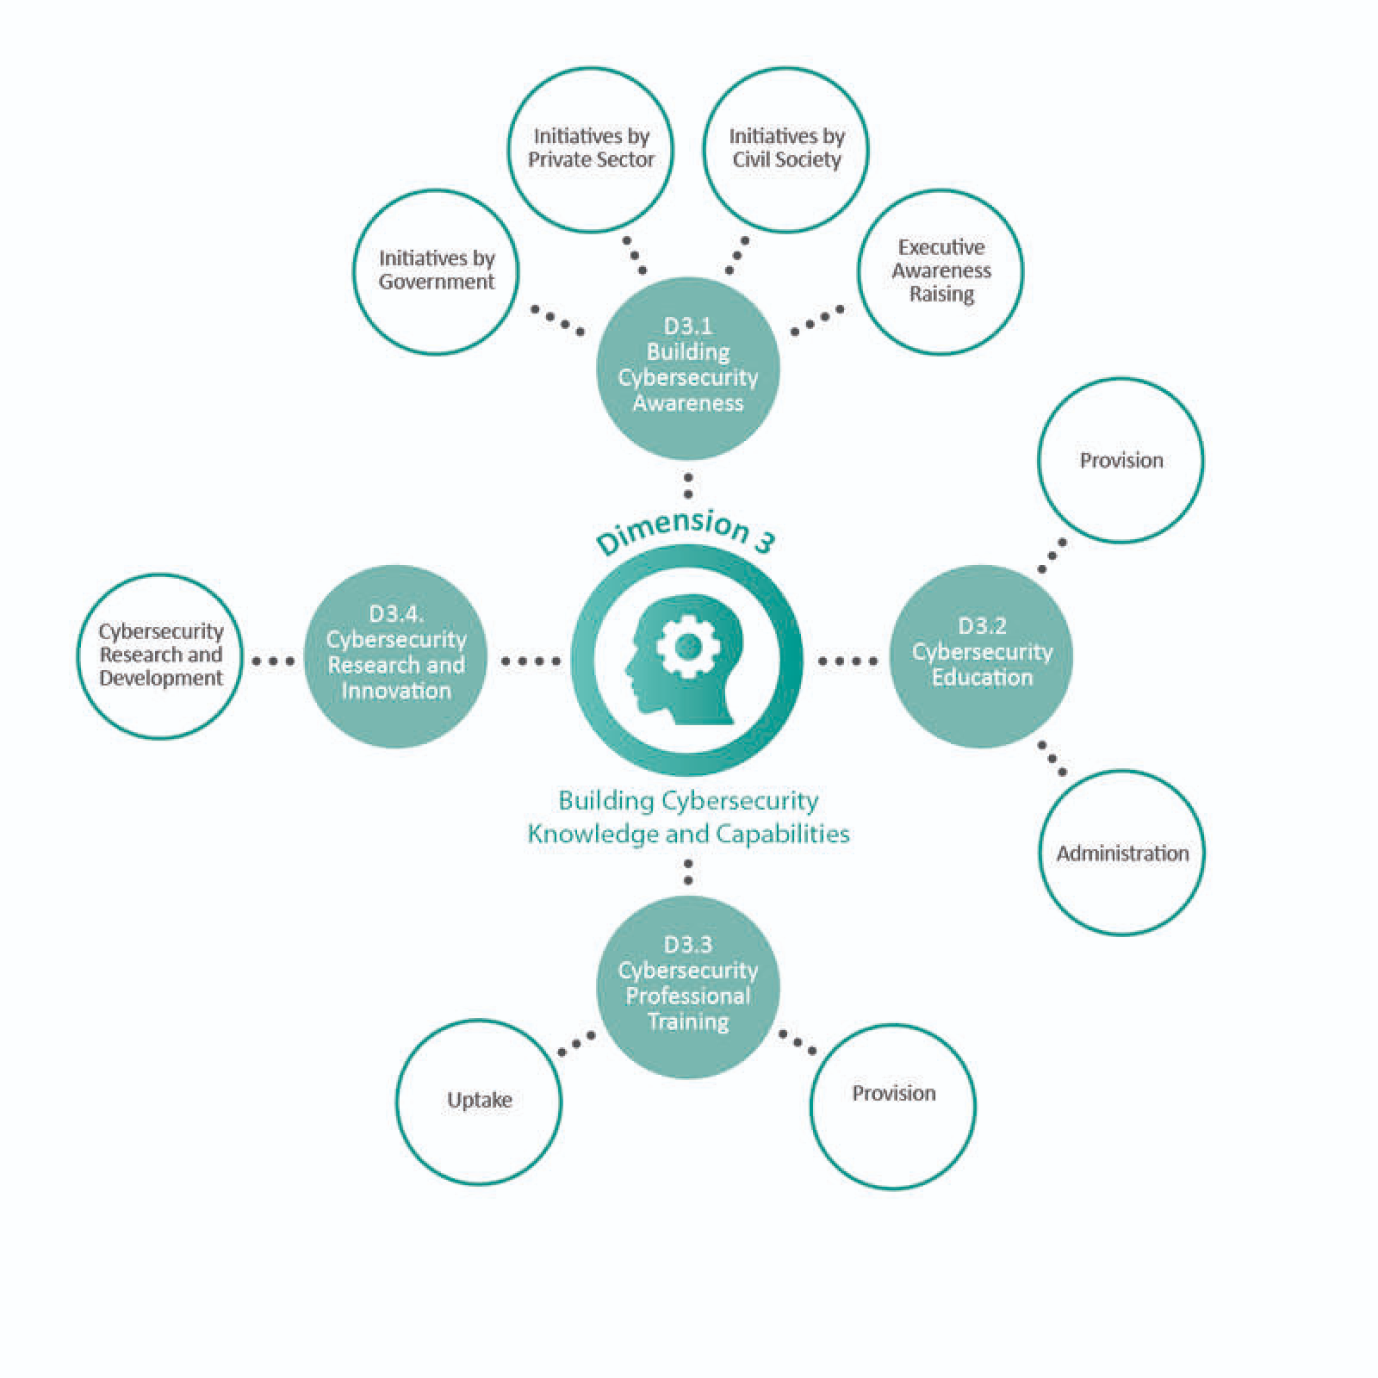 Initiatives by
Private Sector
Initiatives by
Civil Society
Initiatives by
Government
Executive
Awareness
Raising
D3.1
Building
Cybersecurity
Awareness
Provision
Dimension 3
Cybersecurity
Research and
Development
D3.4.
Cybersecurity
Research and
Innovation
D3.2
Cybersecurity
Education
Building Cybersecurity
Knowledge and Capabilities
Administration
D3.3
Cybersecurity
Professional
Training
Uptake
Provision